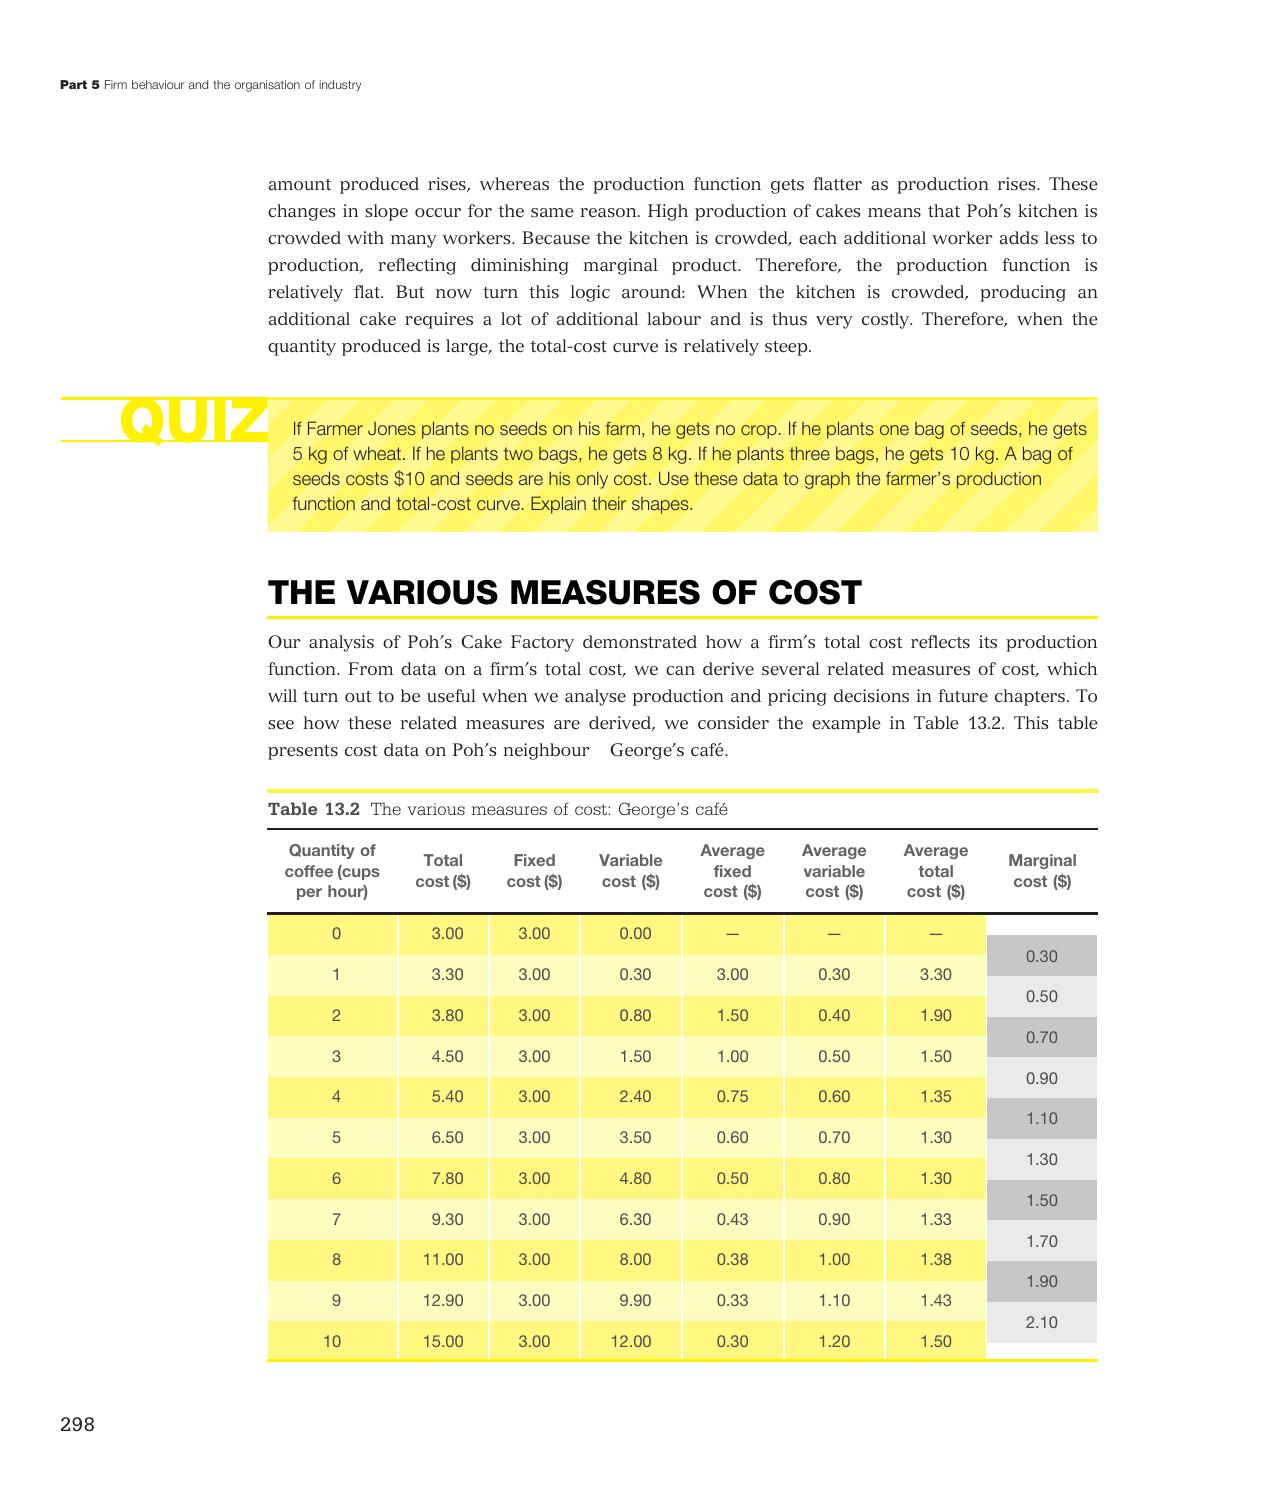 Part 5 Firm behaviour and the organisation of industry
amount produced rises, whereas the production function gets flatter as production rises. These
changes in slope occur for the same reason. High production of cakes means that Poh's kitchen is
crowded with many workers. Because the kitchen is crowded, each additional worker adds less to
production, reflecting diminishing marginal product. Therefore, the production function is
relatively flat. But now turn this logic around: When the kitchen is crowded, producing an
additional cake requires a lot of additional labour and is thus very costly. Therefore, when the
quantity produced is large, the total-cost curve is relatively steep.
QUIZ
If Farmer Jones plants no seeds on his farm, he gets no crop. If he plants one bag of seeds, he gets
5 kg of wheat. If he plants two bags, he gets 8 kg. If he plants three bags, he gets 10 kg. A bag of
seeds costs $10 and seeds are his only cost. Use these data to graph the farmer's production
function and total-cost curve. Explain their shapes.
THE VARIOUS MEASURES OF COST
Our analysis of Poh's Cake Factory demonstrated how a firm's total cost reflects its production
function. From data on a firm's total cost, we can derive several related measures of cost, which
will turn out to be useful when we analyse production and pricing decisions in future chapters. To
see how these related measures are derived, we consider the example in Table 13.2. This table
presents cost data on Poh's neighbour George's café.
Table 13.2 The various measures of cost: George's café
Quantity of coffee (cups per hour) Total cost ($) Fixed cost ($) Variable cost ($) Average fixed cost ($) Average variable cost ($) Average total cost ($) Marginal cost ($)
0 3.00 3.00 0.00 — — —
0.30
1 3.30 3.00 0.30 3.00 0.30 3.30
0.50
2 3.80 3.00 0.80 1.50 0.40 1.90
0.70
3 4.50 3.00 1.50 1.00 0.50 1.50
0.90
4 5.40 3.00 2.40 0.75 0.60 1.35
1.10
5 6.50 3.00 3.50 0.60 0.70 1.30
1.30
6 7.80 3.00 4.80 0.50 0.80 1.30
1.50
7 9.30 3.00 6.30 0.43 0.90 1.33
1.70
8 11.00 3.00 8.00 0.38 1.00 1.38
1.90
9 12.90 3.00 9.90 0.33 1.10 1.43
2.10
10 15.00 3.00 12.00 0.30 1.20 1.50
298